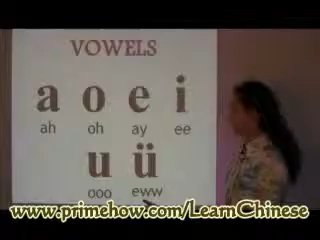 VOWELS
a o e i
ah oh ay ee
u ü
ooo eww
www.primehow.com/LearnChinese